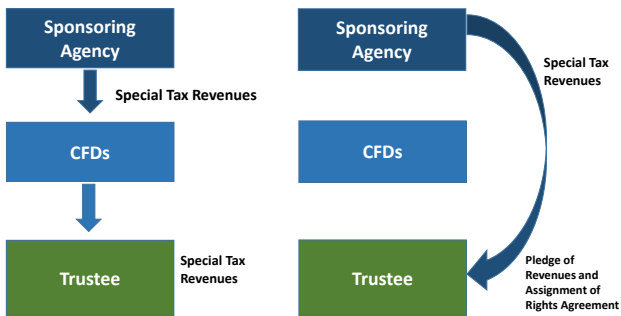 Sponsoring
Agency
Special Tax Revenues
CFDs
Trustee
Special Tax
Revenues
Sponsoring
Agency
Special Tax
Revenues
CFDs
Trustee
Pledge of
Revenues and
Assignment of
Rights Agreement